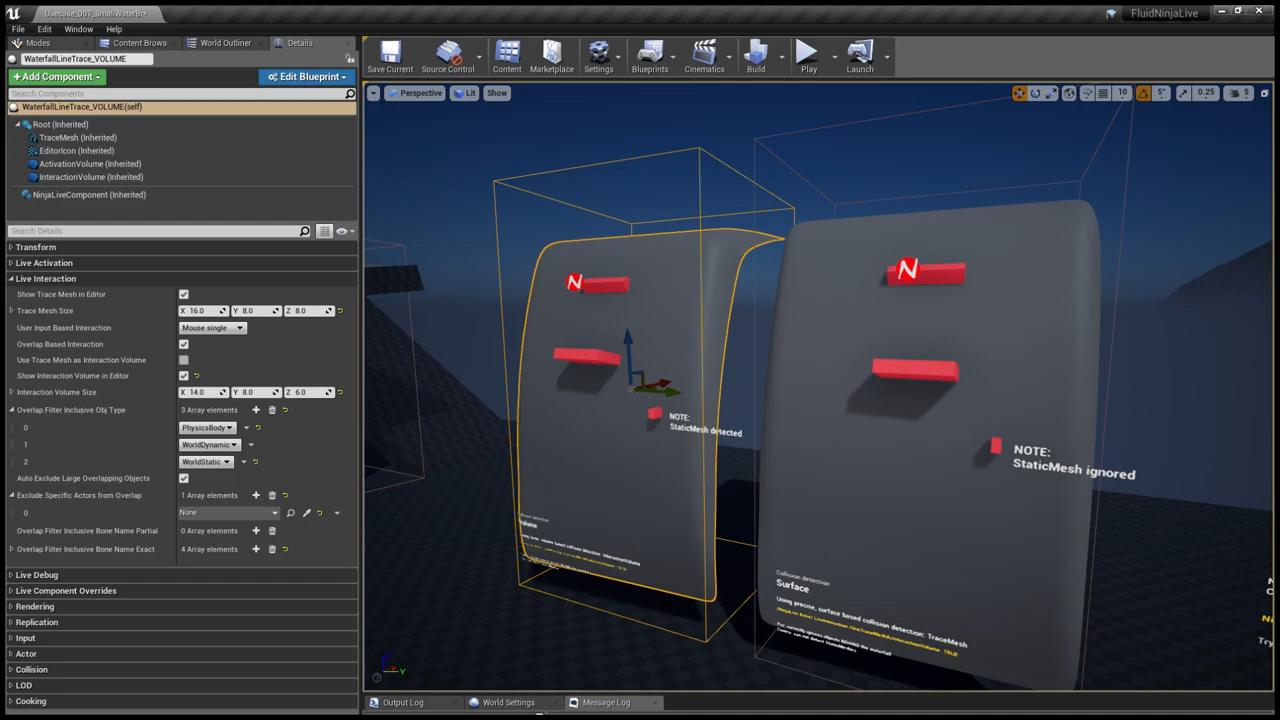 Usecase_007_SmallWaterBo
FluidNinjaLive
File Edit Window Help
Modes
Content Brows
World Outliner
Details
WaterfallLineTrace_VOLUME
+ Add Component
Edit Blueprint
Search Components
WaterfallLineTrace_VOLUME(self)
Root (Inherited)
TraceMesh (Inherited)
EditorIcon (Inherited)
ActivationVolume (Inherited)
InteractionVolume (Inherited)
NinjaLiveComponent (Inherited)
Search Details
Transform
Live Activation
Live Interaction
Show Trace Mesh in Editor
Trace Mesh Size X 16.0 Y 8.0 Z 8.0
User Input Based Interaction Mouse single
Overlap Based Interaction
Use Trace Mesh as Interaction Volume
Show Interaction Volume in Editor
Interaction Volume Size X 14.0 Y 8.0 Z 6.0
Overlap Filter Inclusive Obj Type 3 Array elements
0 PhysicsBody
1 WorldDynamic
2 WorldStatic
Auto Exclude Large Overlapping Objects
Exclude Specific Actors from Overlap 1 Array elements
0 None
Overlap Filter Inclusive Bone Name Partial 0 Array elements
Overlap Filter Inclusive Bone Name Exact 4 Array elements
Live Debug
Live Component Overrides
Rendering
Replication
Input
Actor
Collision
LOD
Cooking
Save Current
Source Control
Content
Marketplace
Settings
Blueprints
Cinematics
Build
Play
Launch
Perspective Lit Show
10 5° 0.25 5
N
N
NOTE:
StaticMesh detected
NOTE:
StaticMesh ignored
Volume
Collision detection
Surface
Using precise, surface based collision detection: TraceMesh
Y
Output Log
World Settings
Message Log